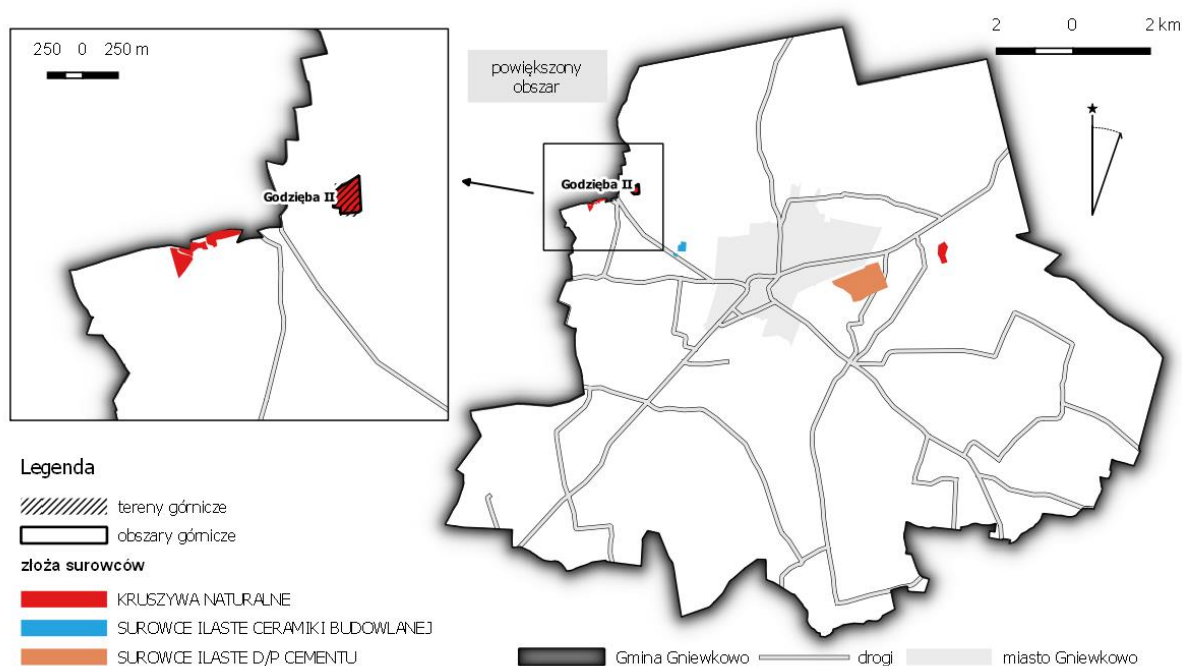 250 0 250 m
powiększony
obszar
2 0 2 km
Godzięba II
Godzięba II
Legenda
tereny górnicze
obszary górnicze
złoża surowców
KRUSZYWA NATURALNE
SUROWCE ILASTE CERAMIKI BUDOWLANEJ
SUROWCE ILASTE D/P CEMENTU
Gmina Gniewkowo drogi miasto Gniewkowo